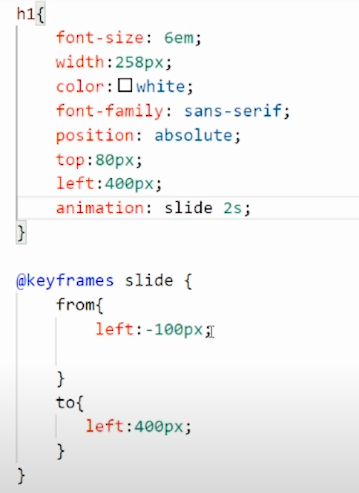 h1{
font-size: 6em;
width:258px;
color:white;
font-family: sans-serif;
position: absolute;
top:80px;
left:400px;
animation: slide 2s;
}
@keyframes slide {
from{
left:-100px;
}
to{
left:400px;
}
}